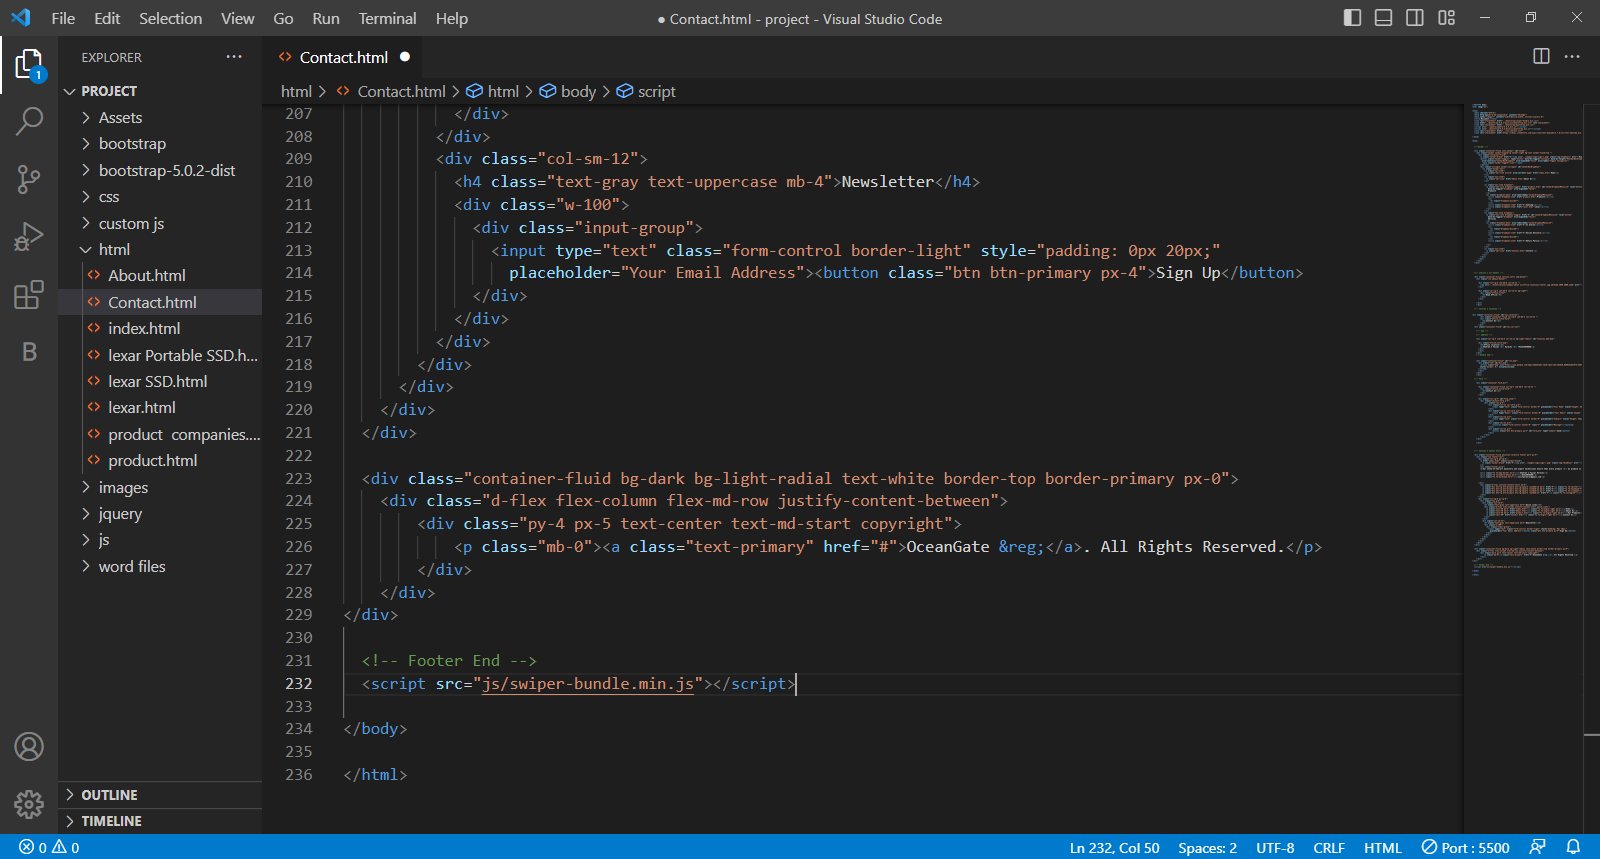 File Edit Selection View Go Run Terminal Help
● Contact.html - project - Visual Studio Code
EXPLORER
Contact.html
html > Contact.html > html > body > script
PROJECT
Assets
bootstrap
bootstrap-5.0.2-dist
css
custom js
html
About.html
Contact.html
index.html
lexar Portable SSD.h...
lexar SSD.html
lexar.html
product companies....
product.html
images
jquery
js
word files
OUTLINE
TIMELINE
1
B
207 </div>
208 </div>
209 <div class="col-sm-12">
210 <h4 class="text-gray text-uppercase mb-4">Newsletter</h4>
211 <div class="w-100">
212 <div class="input-group">
213 <input type="text" class="form-control border-light" style="padding: 0px 20px;"
214 placeholder="Your Email Address"><button class="btn btn-primary px-4">Sign Up</button>
215 </div>
216 </div>
217 </div>
218 </div>
219 </div>
220 </div>
221 </div>
222
223 <div class="container-fluid bg-dark bg-light-radial text-white border-top border-primary px-0">
224 <div class="d-flex flex-column flex-md-row justify-content-between">
225 <div class="py-4 px-5 text-center text-md-start copyright">
226 <p class="mb-0"><a class="text-primary" href="#">OceanGate &reg;</a>. All Rights Reserved.</p>
227 </div>
228 </div>
229 </div>
230
231 <!-- Footer End -->
232 <script src="js/swiper-bundle.min.js"></script>
233
234 </body>
235
236 </html>
0 0
Ln 232, Col 50 Spaces: 2 UTF-8 CRLF HTML Port : 5500